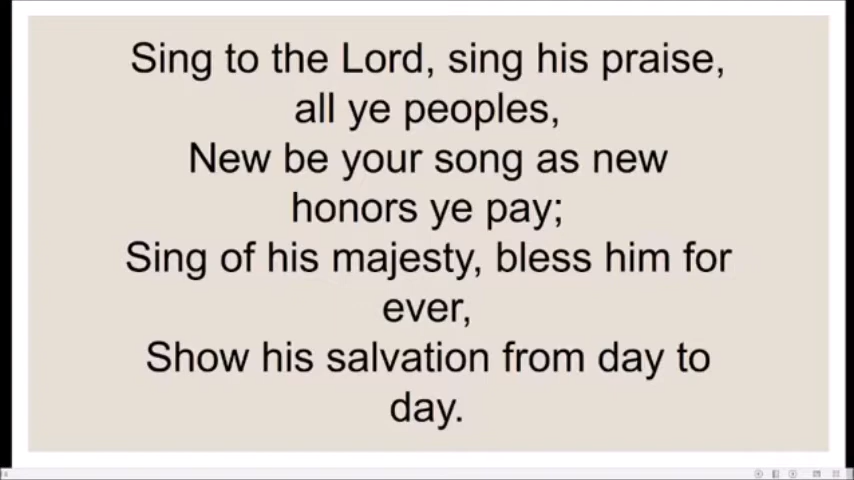 Sing to the Lord, sing his praise,
all ye peoples,
New be your song as new
honors ye pay;
Sing of his majesty, bless him for
ever,
Show his salvation from day to
day.